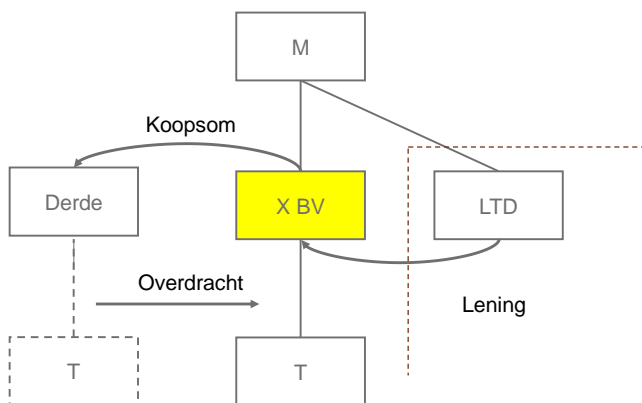 M
Koopsom
Derde
X BV
LTD
Overdracht
Lening
T
T